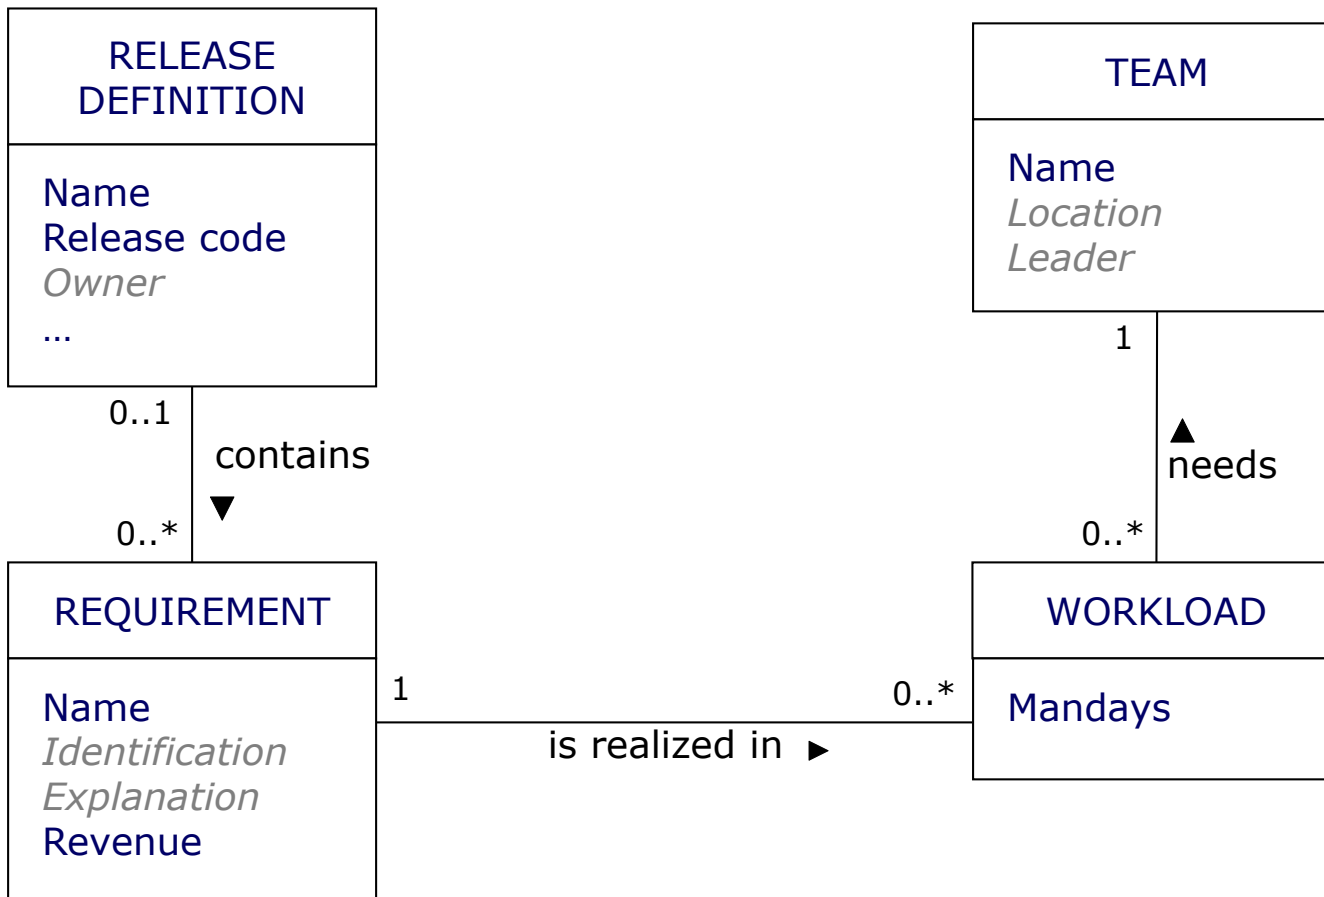 RELEASE
DEFINITION
Name
Release code
Owner
...
0..1
contains
▼
0..*
REQUIREMENT
Name
Identification
Explanation
Revenue
1
is realized in ►
0..*
TEAM
Name
Location
Leader
1
▲
needs
0..*
WORKLOAD
Mandays